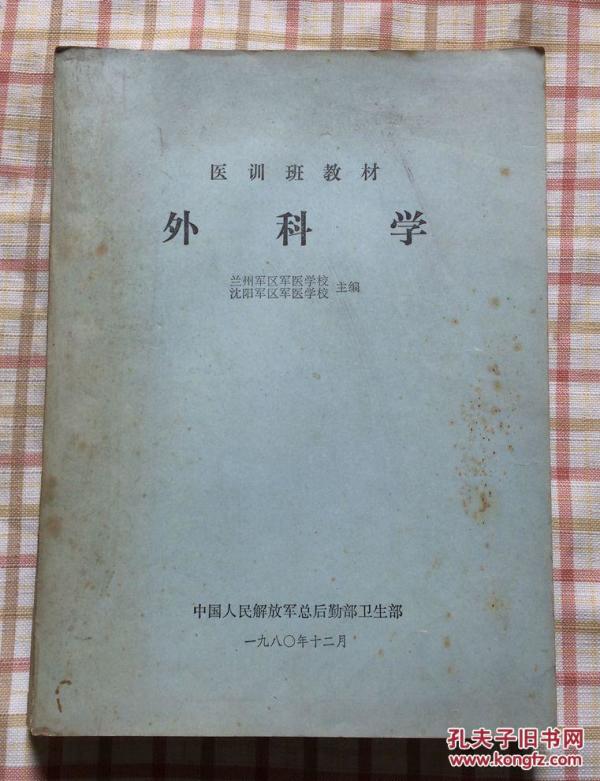 医训班教材
外科学
兰州军区军医学校
沈阳军区军医学校 主编
中国人民解放军总后勤部卫生部
一九八〇年十二月
孔夫子旧书网
www.kongfz.com